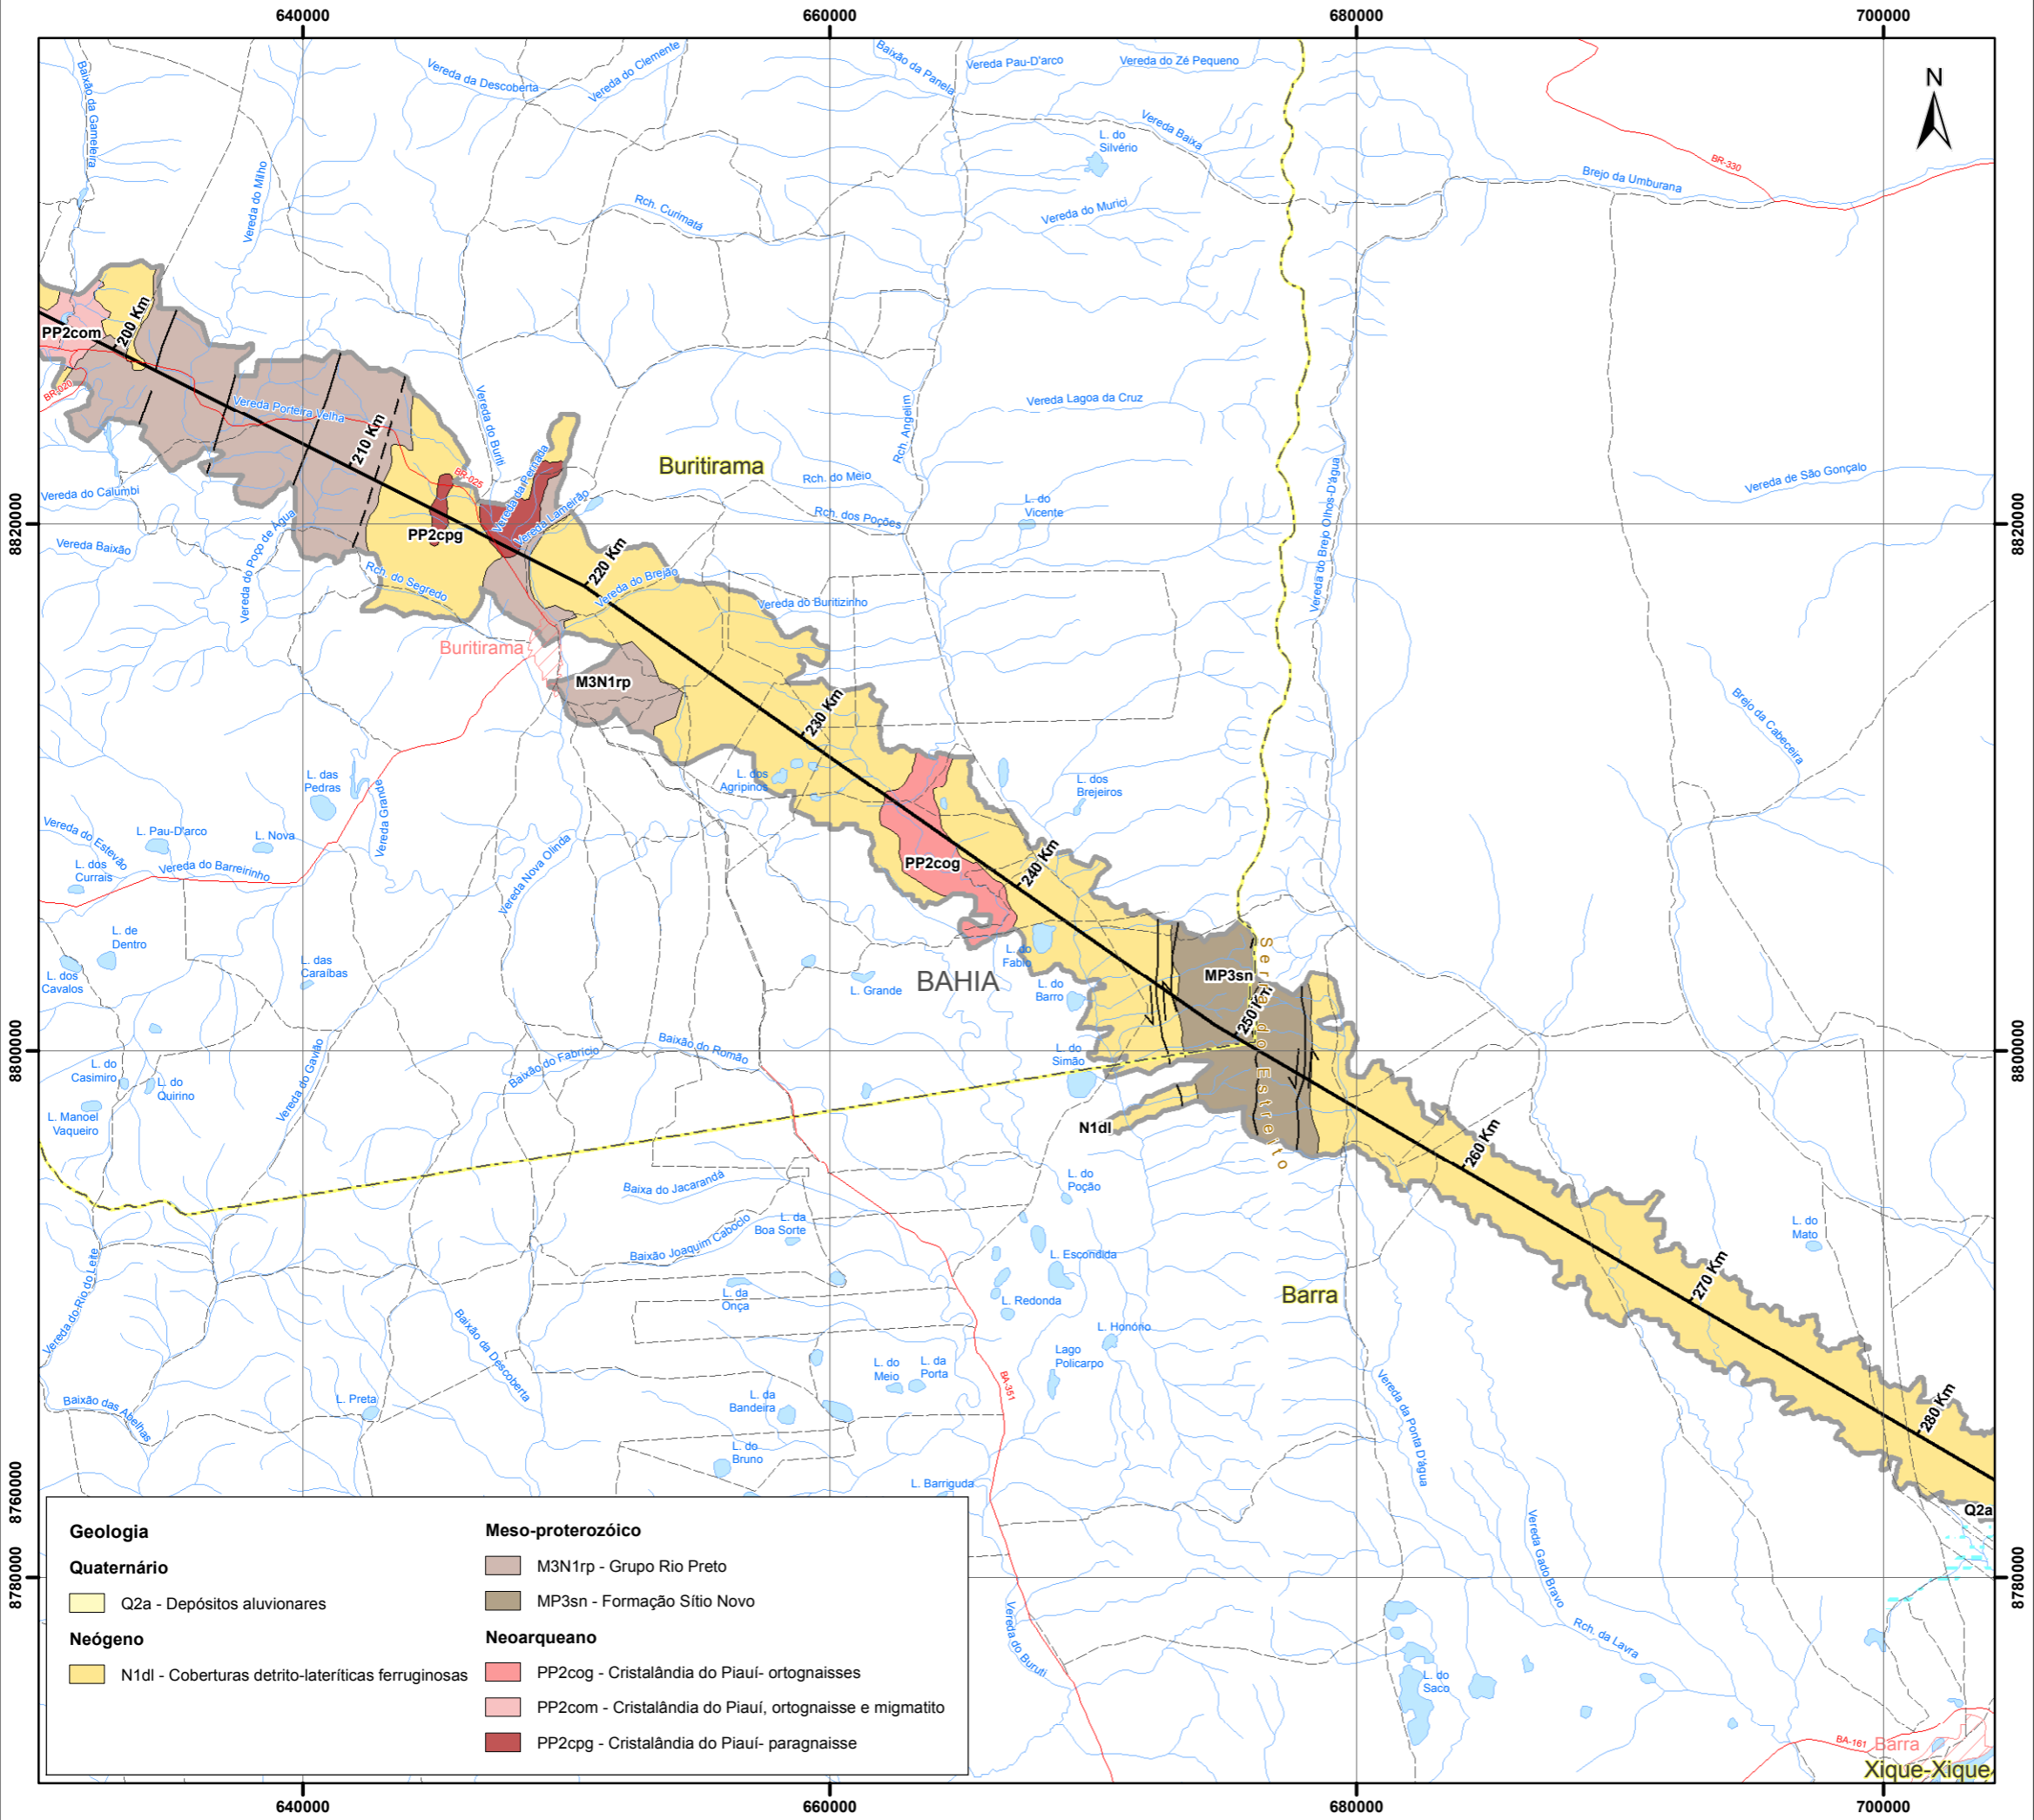 640000
660000
680000
700000
N
Baixão da Gameleira
Vereda da Descoberta
Vereda do Clemente
Baixão da Panela
Vereda Pau-D'arco
Vereda do Zé Pequeno
BR-330
Vereda do Milho
Vereda Baixa
L. do
Silvério
Brejo da Umburana
Rch. Curimatá
Vereda do Murici
PP2com
200 Km
BR-020
Vereda Porteira Velha
210 Km
Vereda do Buriti
Rch. Angelim
Vereda Lagoa da Cruz
Buritirama
BR-025
Vereda da Pernada
Vereda Lameirão
Rch. do Meio
Rch. dos Poções
L. do
Vicente
Vereda do Brejo Olhos-D'água
Vereda de São Gonçalo
Vereda do Calumbi
8820000
8820000
Vereda Baixão
Vereda do Poço de Água
PP2cpg
Rch. do Segredo
220 Km
Vereda do Brejão
Vereda do Buritizinho
Buritirama
M3N1rp
230 Km
Brejo da Cabeceira
L. das
Pedras
Vereda Grande
L. dos
Agripinos
L. dos
Brejeiros
Vereda do Estevão
L. Pau-D'arco
L. Nova
L. dos
Currais
Vereda do Barreirinho
Vereda Nova Olinda
PP2cog
240 Km
L. de
Dentro
L. dos
Cavalos
L. das
Caraíbas
L. Grande
BAHIA
L. do
Fabio
L. do
Barro
MP3sn
250 Km
Serra do Estreito
8800000
8800000
L. do
Casimiro
L. do
Quirino
L. Manoel
Vaqueiro
Vereda do Gavião
Baixão do Fabrício
Baixão do Romão
L. do
Simão
N1dl
260 Km
Baixa do Jacarandá
L. do
Poção
L. da
Boa Sorte
Baixão Joaquim Caboclo
L. Escondida
L. do
Mato
Vereda do Rio do Leite
L. da
Onça
L. Redonda
Barra
270 Km
Baixão da Descoberta
L. Honório
Lago
Policarpo
L. do
Meio
L. da
Porta
BA-351
Baixão das Abelhas
L. Preta
L. da
Bandeira
Vereda da Ponta D'água
280 Km
L. do
Bruno
L. Barriguda
8760000
Q2a
Vereda Gado Bravo
8780000
8780000
Vereda do Buruti
Rch. da Lavra
L. do
Saco
BA-161
Barra
Xique-Xique
Geologia
Quaternário
Q2a - Depósitos aluvionares
Neógeno
N1dl - Coberturas detrito-lateríticas ferruginosas
Meso-proterozóico
M3N1rp - Grupo Rio Preto
MP3sn - Formação Sítio Novo
Neoarqueano
PP2cog - Cristalândia do Piauí- ortognaisses
PP2com - Cristalândia do Piauí, ortognaisse e migmatito
PP2cpg - Cristalândia do Piauí- paragnaisse
640000
660000
680000
700000